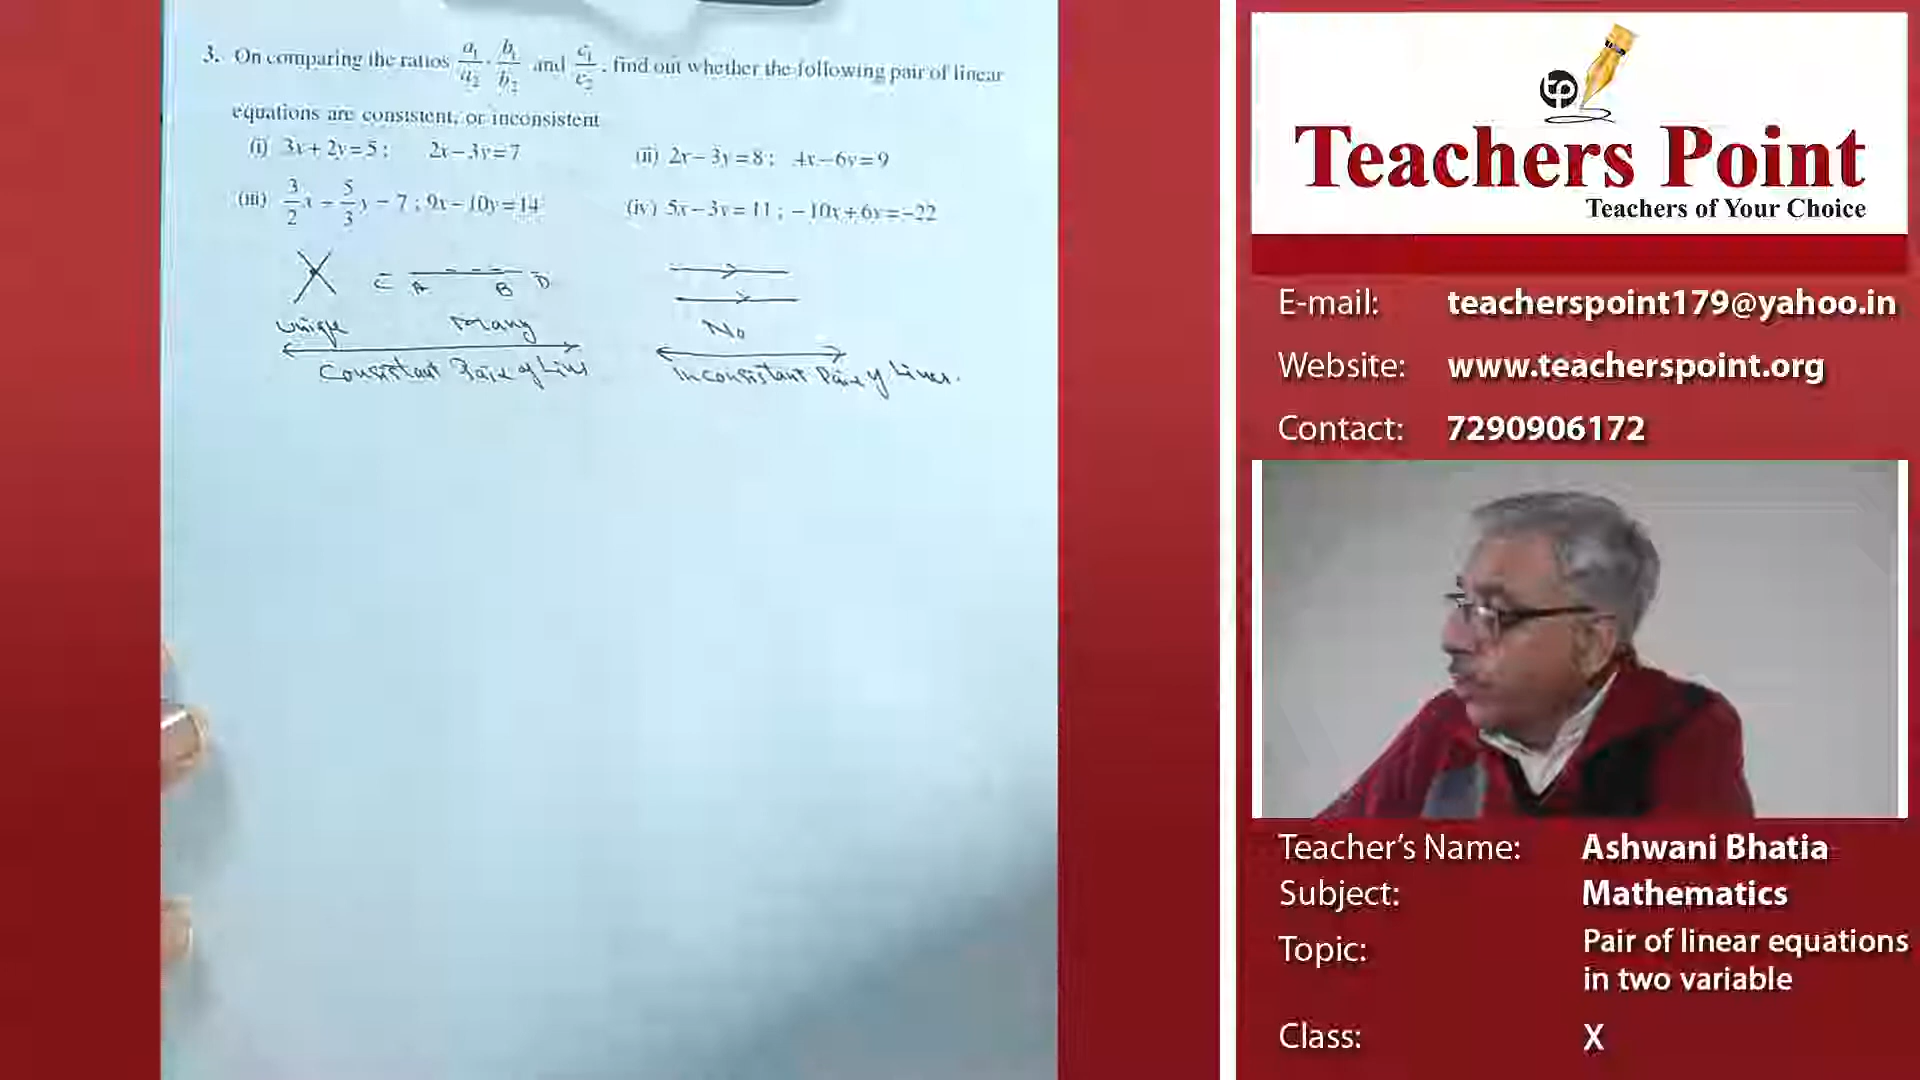 3. On comparing the ratios a₁/a₂, b₁/b₂ and c₁/c₂, find out whether the following pair of linear
equations are consistent, or inconsistent
(i) 3x + 2y = 5 ; 2x – 3y = 7
(ii) 2x – 3y = 8 ; 4x – 6y = 9
(iii) 3/2 x + 5/3 y = 7 ; 9x – 10y = 14
(iv) 5x – 3y = 11 ; – 10x + 6y = –22
C A B D
Unique Many No
Consistant Pair of Lines
Inconsistant Pair of Lines.
tp
Teachers Point
Teachers of Your Choice
E-mail: teacherspoint179@yahoo.in
Website: www.teacherspoint.org
Contact: 7290906172
Teacher's Name: Ashwani Bhatia
Subject: Mathematics
Topic: Pair of linear equations
in two variable
Class: X